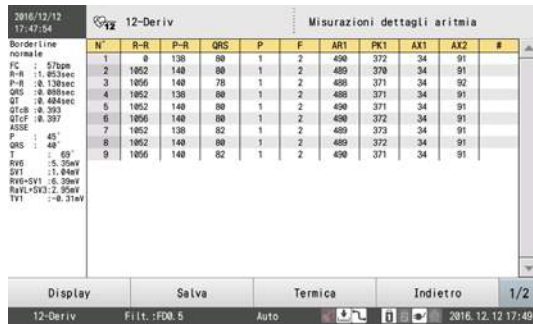 2016/12/12
17:47:54
12 12-Deriv
Misurazioni dettagli aritmia
Borderline
normale
FC : 57bpm
R-R :1.053sec
P-R :0.138sec
QRS :0.088sec
QT :0.404sec
QTcB :0.393
QTcF :0.397
ASSE
P : 45°
QRS : 40°
T : 69°
RV6 :5.35mV
SV1 :1.04mV
RV6+SV1 :6.39mV
RaVL+SV3:2.95mV
TV1 :-0.31mV
N° R-R P-R QRS P F AR1 PK1 AX1 AX2 #
1 0 138 80 1 2 490 372 34 91
2 1052 140 80 1 2 489 370 34 91
3 1056 140 78 1 2 488 371 34 92
4 1052 138 80 1 2 488 371 34 91
5 1052 140 80 1 2 490 371 34 91
6 1056 140 80 1 2 490 372 34 91
7 1052 138 82 1 2 489 373 34 91
8 1052 140 80 1 2 489 372 34 91
9 1056 140 82 1 2 490 371 34 91
Display Salva Termica Indietro 1/2
12-Deriv Filt.:FD0.5 Auto 2016.12.12 17:49